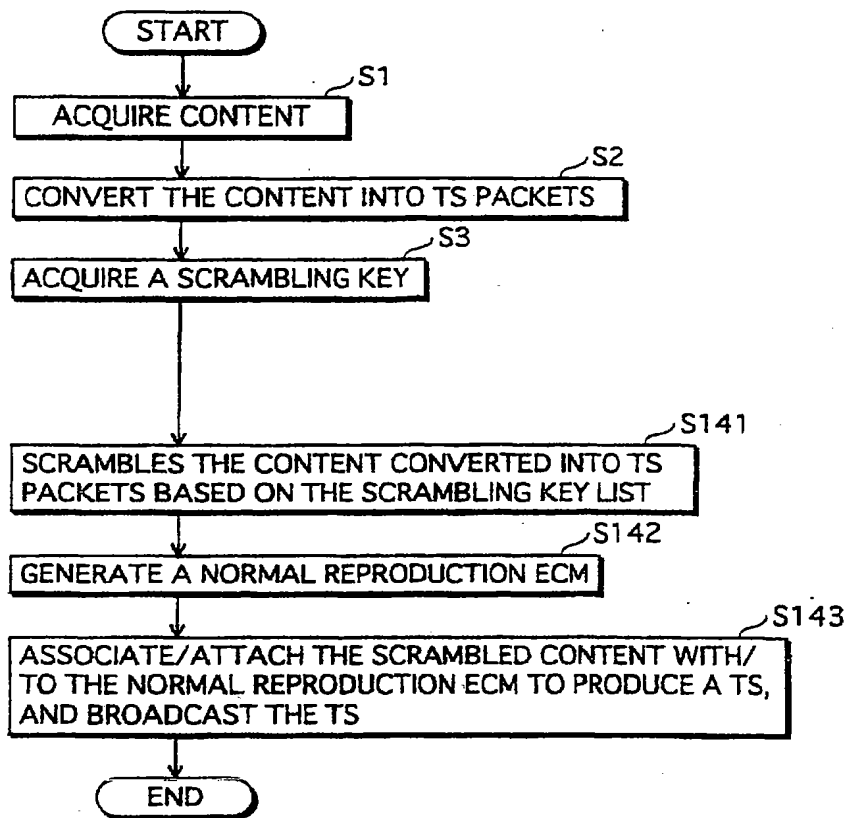 START
S1
ACQUIRE CONTENT
S2
CONVERT THE CONTENT INTO TS PACKETS
S3
ACQUIRE A SCRAMBLING KEY
S141
SCRAMBLES THE CONTENT CONVERTED INTO TS
PACKETS BASED ON THE SCRAMBLING KEY LIST
S142
GENERATE A NORMAL REPRODUCTION ECM
S143
ASSOCIATE/ATTACH THE SCRAMBLED CONTENT WITH/
TO THE NORMAL REPRODUCTION ECM TO PRODUCE A TS,
AND BROADCAST THE TS
END